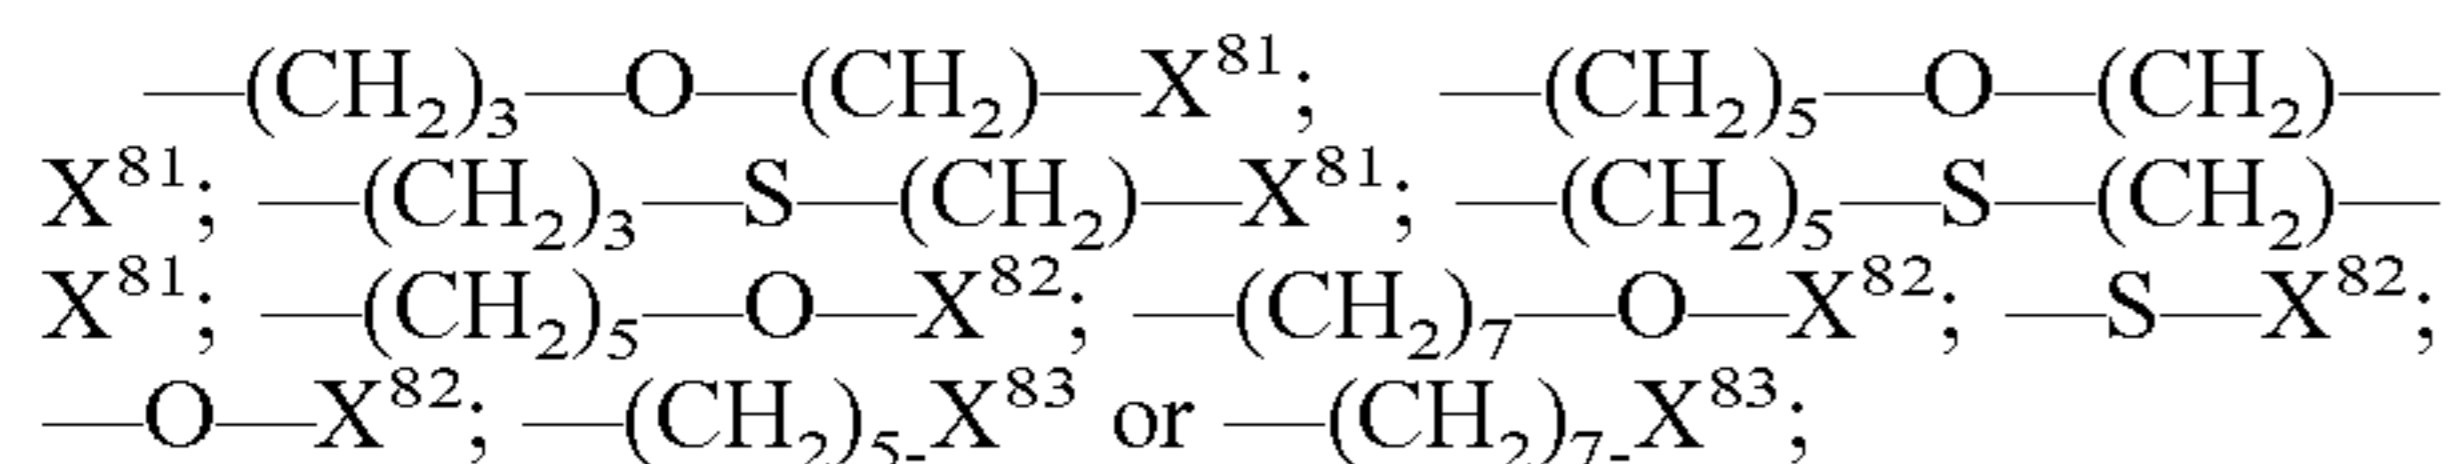 —(CH₂)₃—O—(CH₂)—X⁸¹; —(CH₂)₅—O—(CH₂)—
X⁸¹; —(CH₂)₃—S—(CH₂)—X⁸¹; —(CH₂)₅—S—(CH₂)—
X⁸¹; —(CH₂)₅—O—X⁸²; —(CH₂)₇—O—X⁸²; —S—X⁸²;
—O—X⁸²; —(CH₂)₅₋X⁸³ or —(CH₂)₇₋X⁸³;